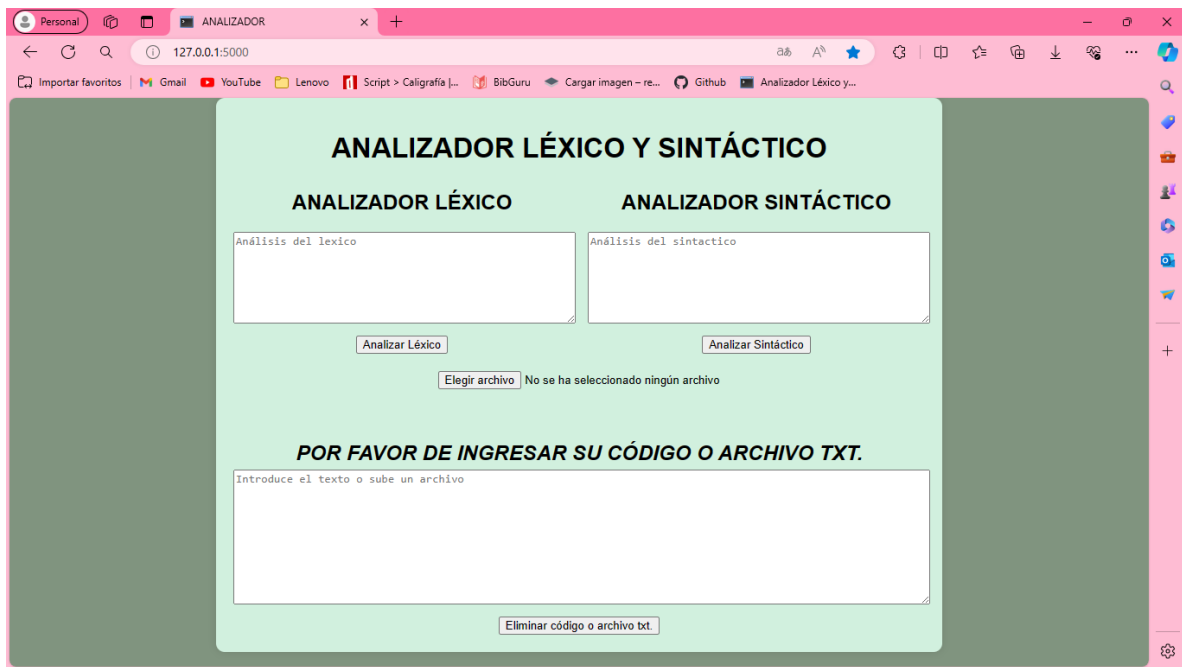 Personal
ANALIZADOR
127.0.0.1:5000
Importar favoritos
Gmail
YouTube
Lenovo
Script > Caligrafía |...
BibGuru
Cargar imagen – re...
Github
Analizador Léxico y...
ANALIZADOR LÉXICO Y SINTÁCTICO
ANALIZADOR LÉXICO
ANALIZADOR SINTÁCTICO
Análisis del lexico
Análisis del sintactico
Analizar Léxico
Analizar Sintáctico
Elegir archivo No se ha seleccionado ningún archivo
POR FAVOR DE INGRESAR SU CÓDIGO O ARCHIVO TXT.
Introduce el texto o sube un archivo
Eliminar código o archivo txt.